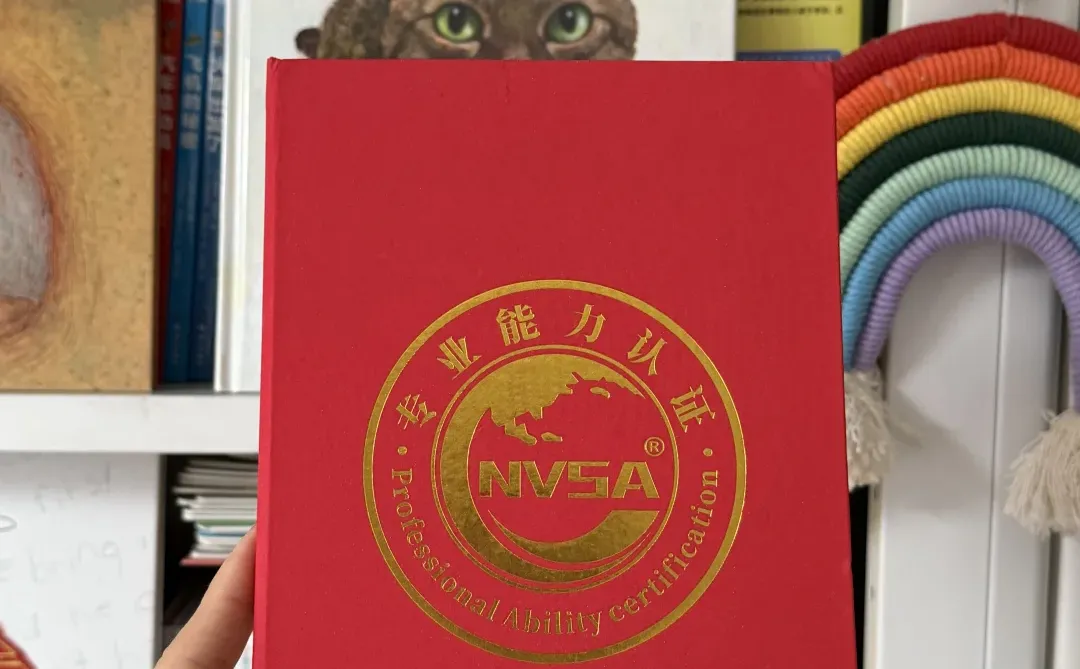 专业能力认证
NVSA®
Professional Ability certification